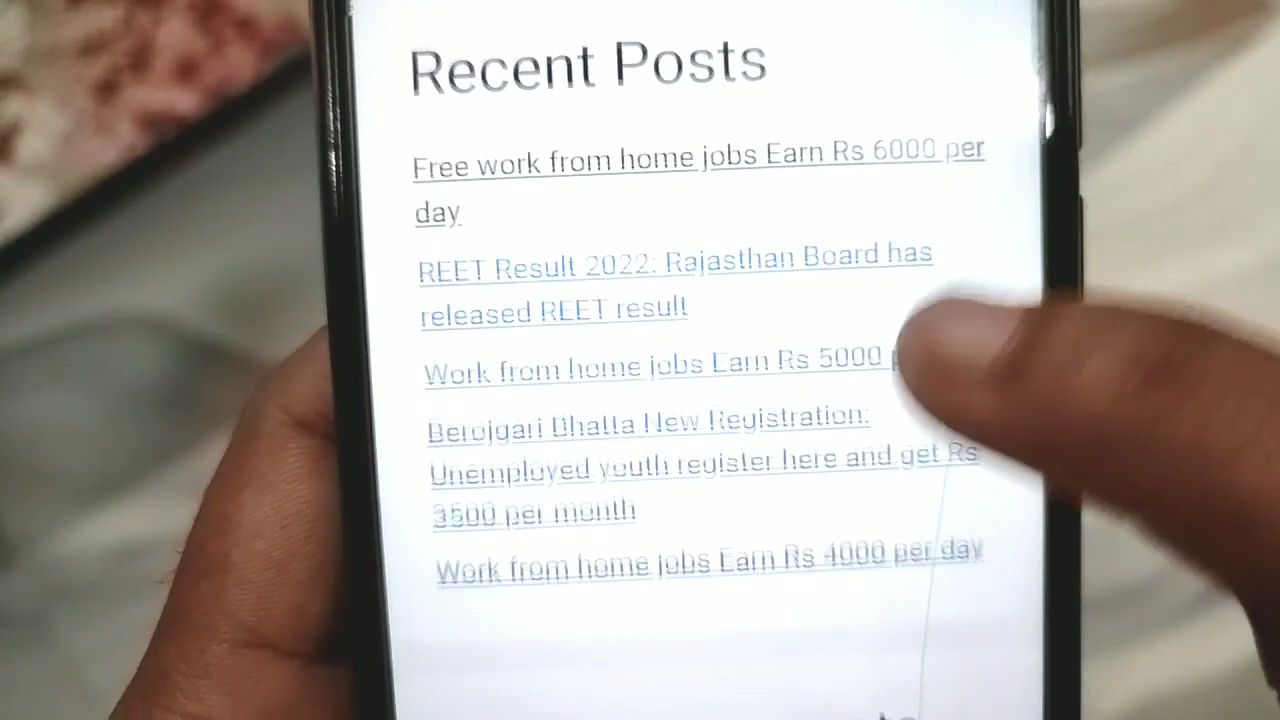 Recent Posts
Free work from home jobs Earn Rs 6000 per
day
REET Result 2022: Rajasthan Board has
released REET result
Work from home jobs Earn Rs 5000
Berojgari Bhatta New Registration:
Unemployed youth register here and get Rs
3500 per month
Work from home jobs Earn Rs 4000 per day